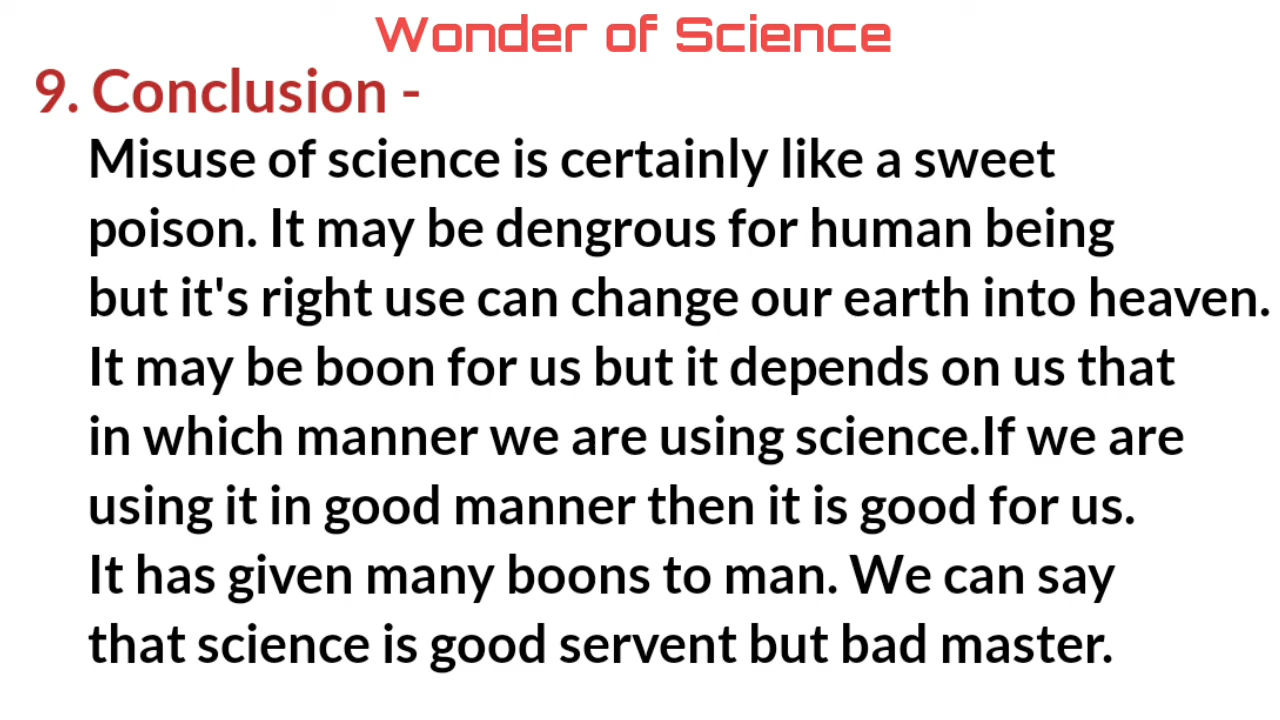 Wonder of Science
9. Conclusion -
Misuse of science is certainly like a sweet
poison. It may be dengrous for human being
but it's right use can change our earth into heaven.
It may be boon for us but it depends on us that
in which manner we are using science.If we are
using it in good manner then it is good for us.
It has given many boons to man. We can say
that science is good servent but bad master.